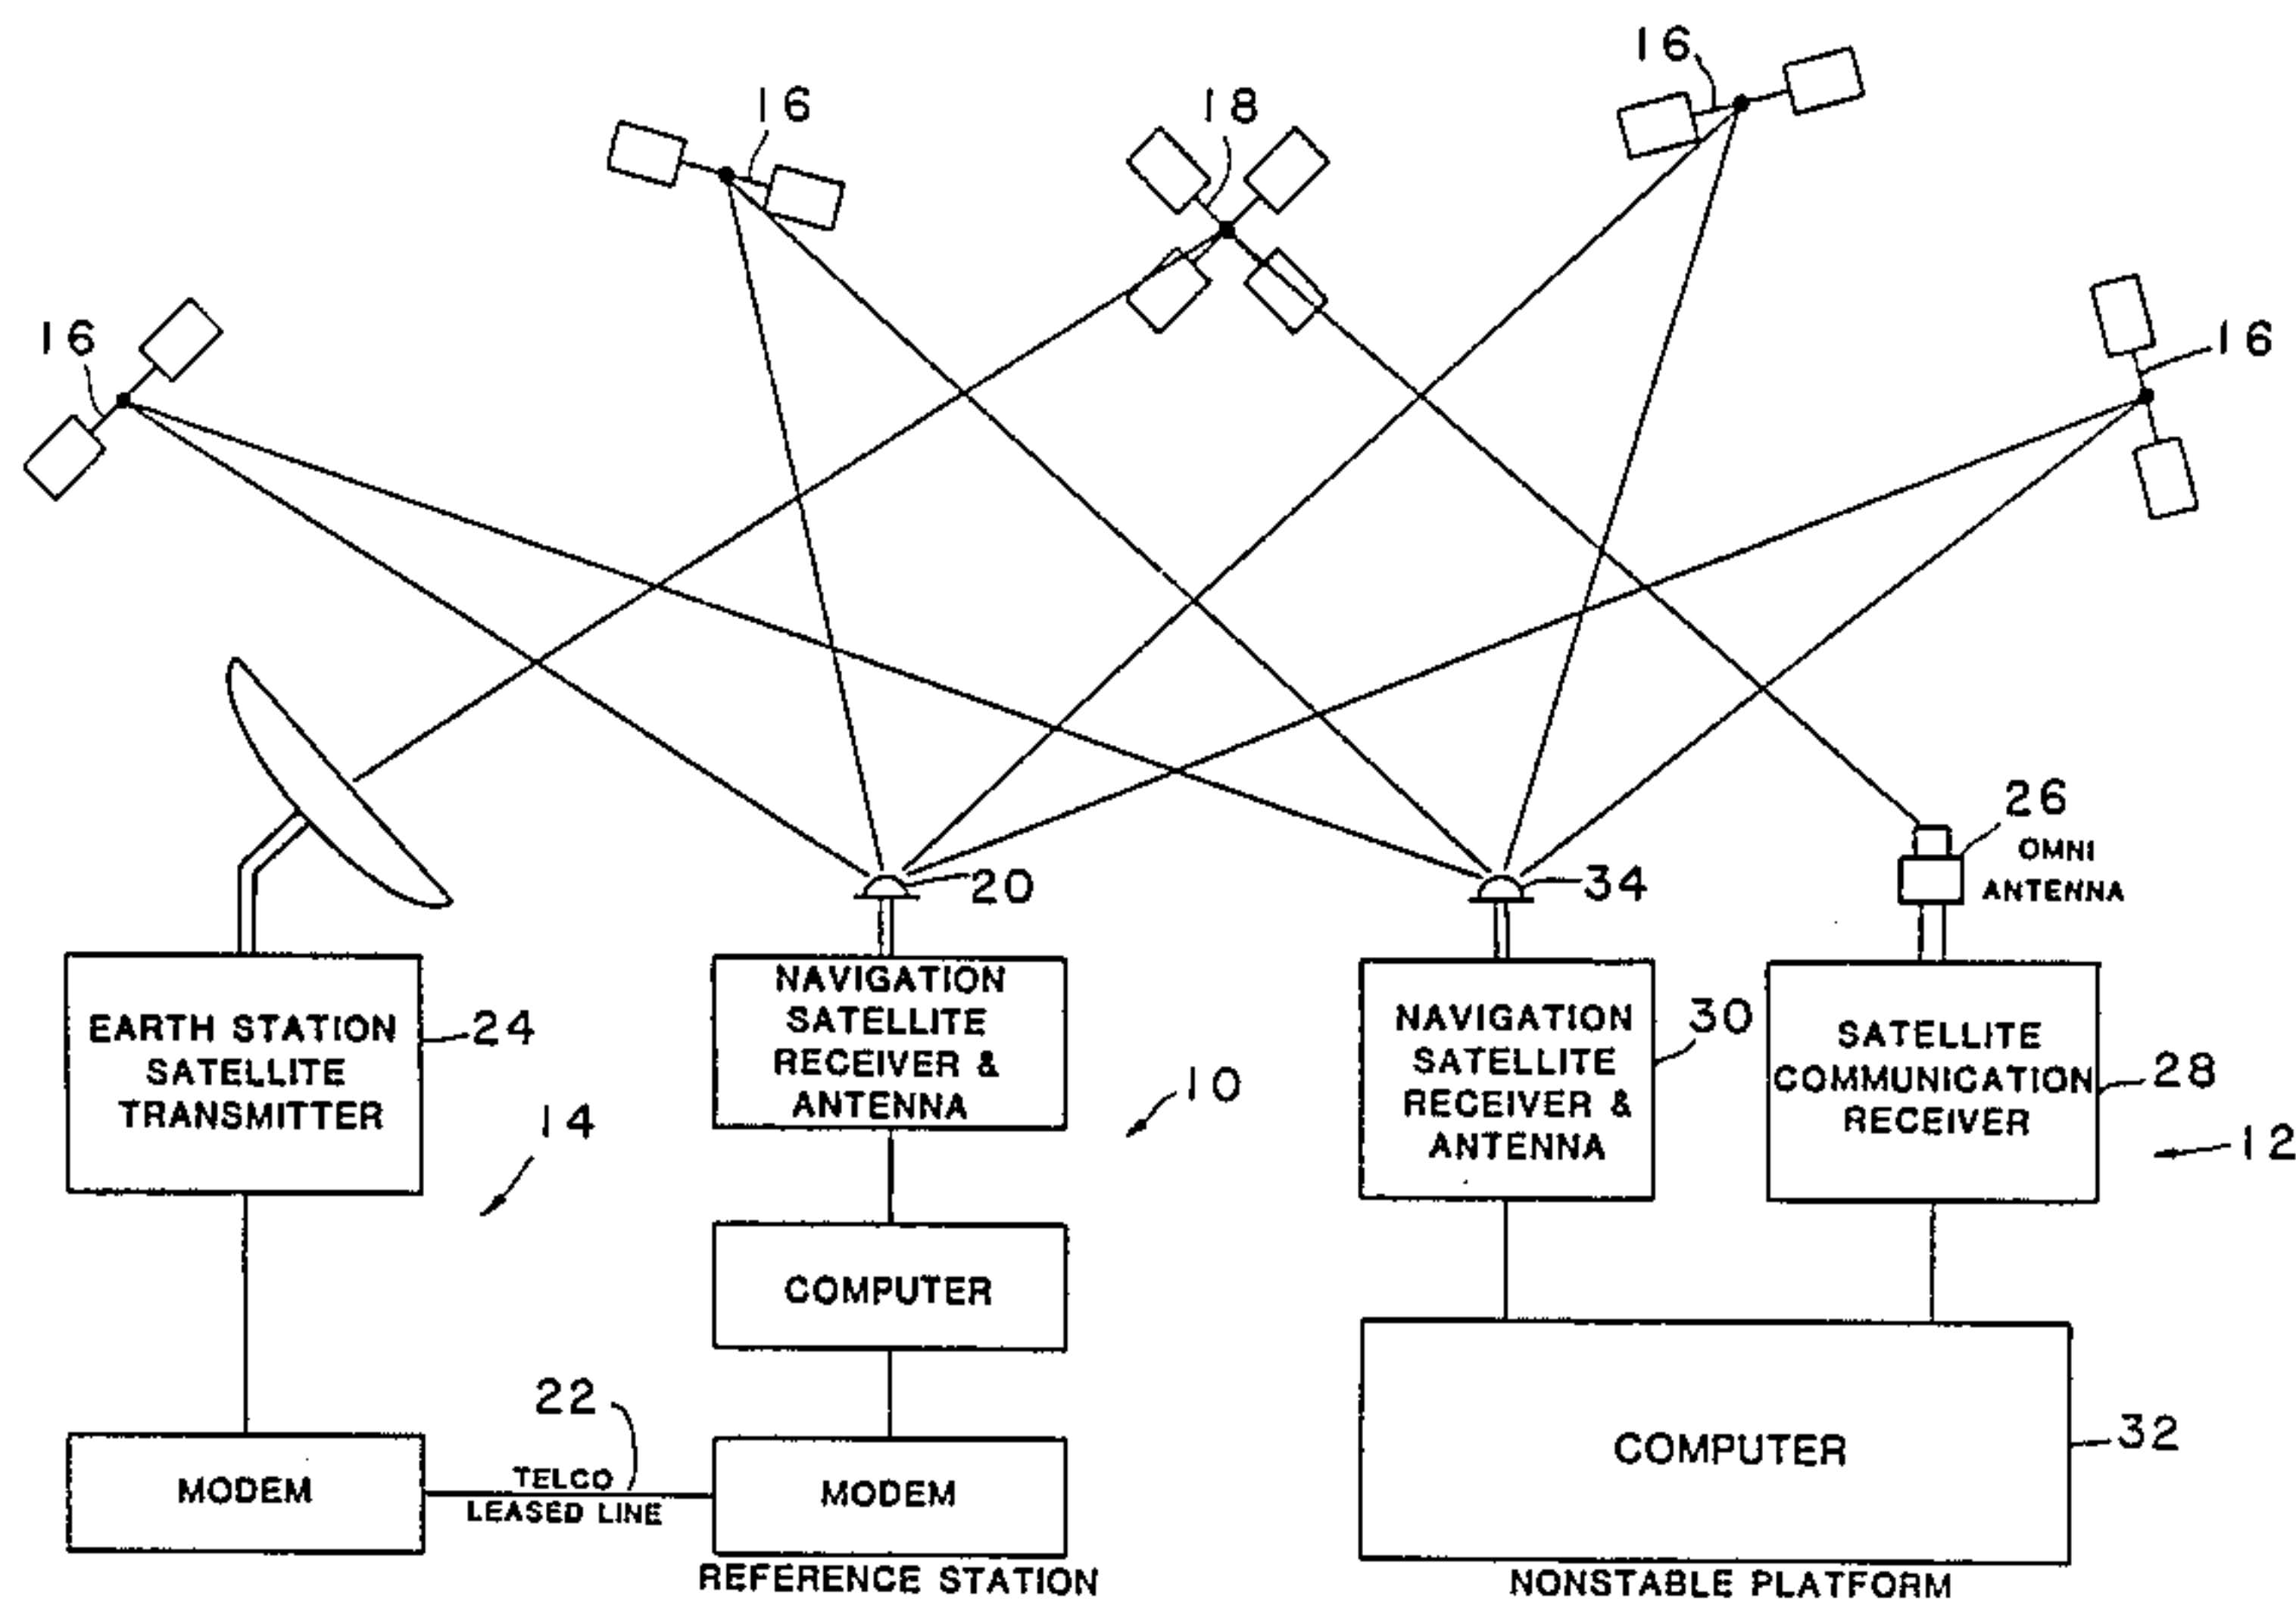 16
16
18
16
16
26
OMNI
ANTENNA
20
34
EARTH STATION
SATELLITE
TRANSMITTER
24
14
NAVIGATION
SATELLITE
RECEIVER &
ANTENNA
10
NAVIGATION
SATELLITE
RECEIVER &
ANTENNA
30
SATELLITE
COMMUNICATION
RECEIVER
28
12
COMPUTER
22
MODEM
TELCO
LEASED LINE
MODEM
REFERENCE STATION
COMPUTER
32
NONSTABLE PLATFORM